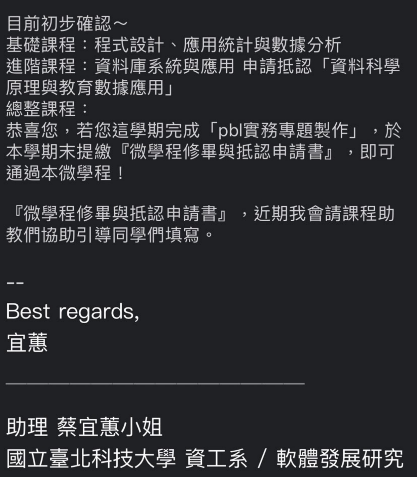 目前初步確認～
基礎課程：程式設計、應用統計與數據分析
進階課程：資料庫系統與應用 申請抵認「資料科學
原理與教育數據應用」
總整課程：
恭喜您，若您這學期完成「pbl實務專題製作」，於
本學期末提繳『微學程修畢與抵認申請書』，即可
通過本微學程！
『微學程修畢與抵認申請書』，近期我會請課程助
教們協助引導同學們填寫。
--
Best regards,
宜蕙
助理 蔡宜蕙小姐
國立臺北科技大學 資工系 / 軟體發展研究